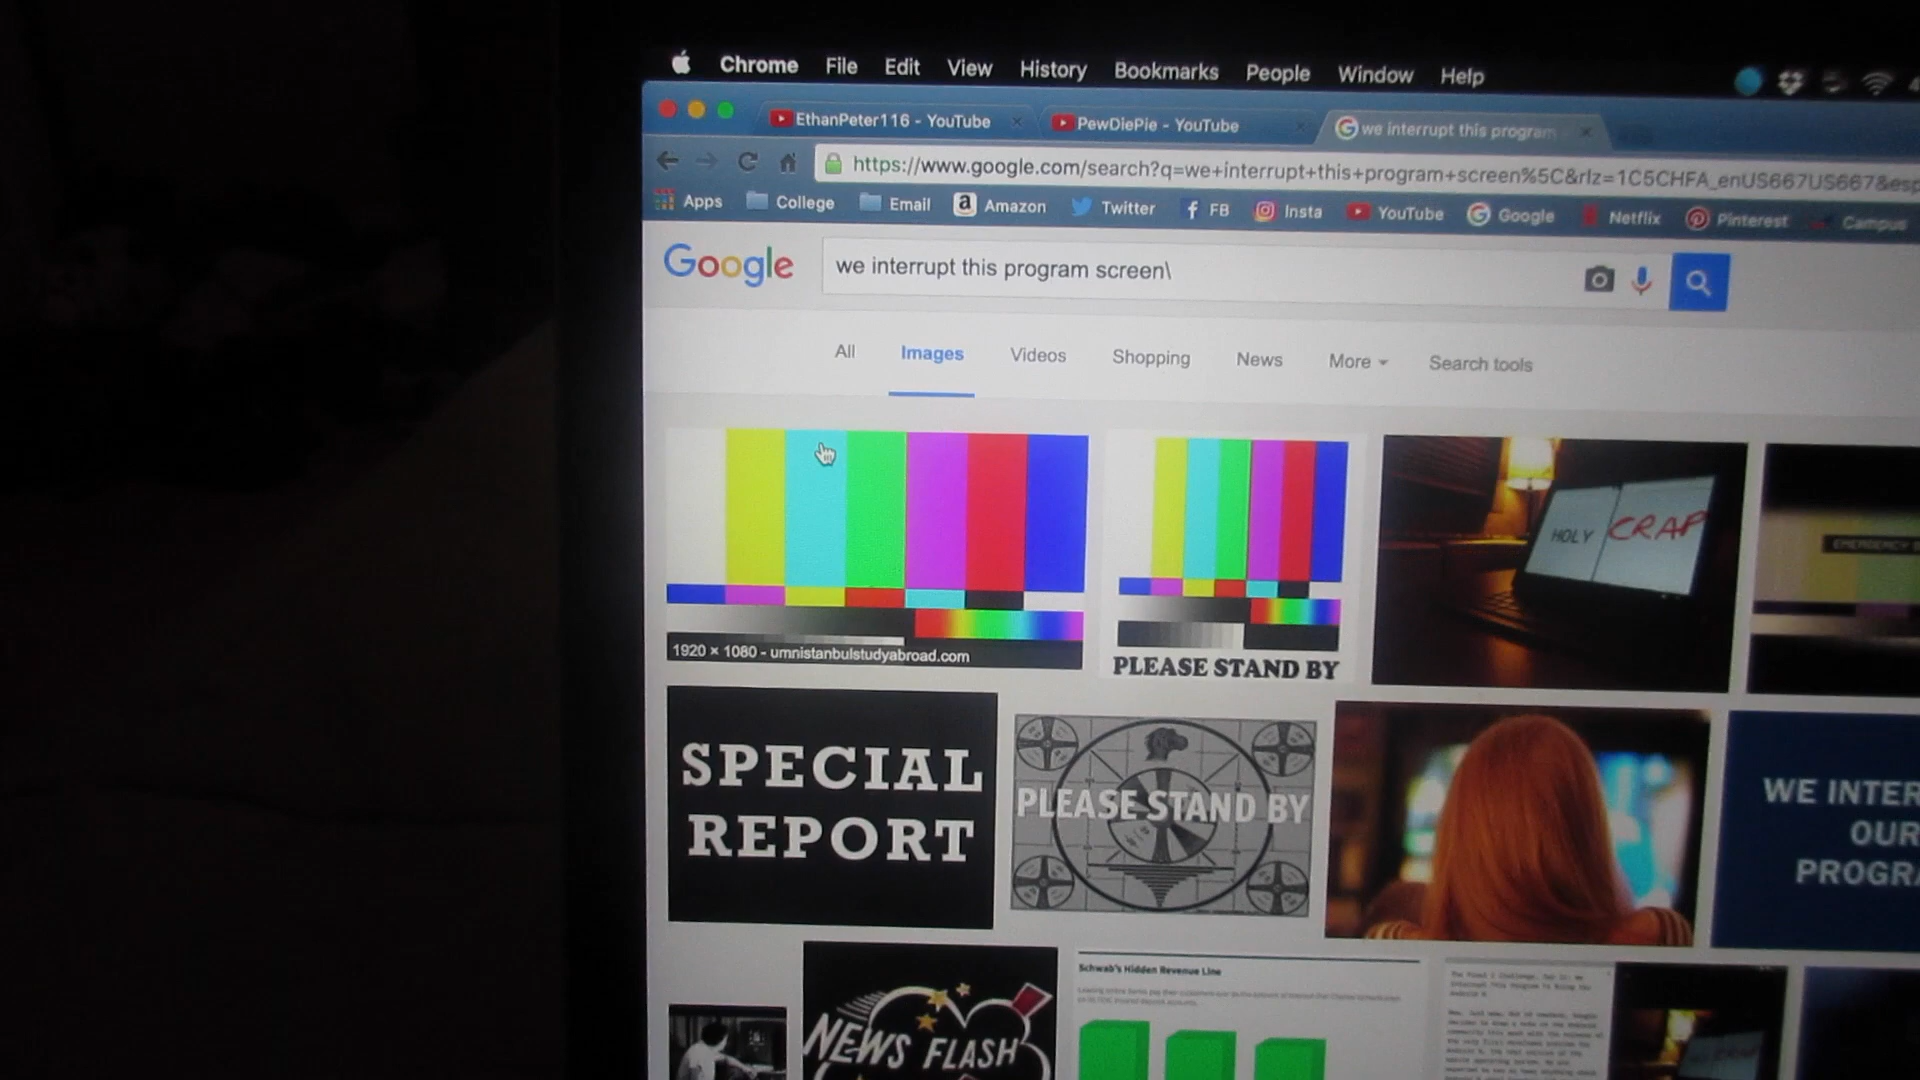 Chrome File Edit View History Bookmarks People Window Help
EthanPeter116 - YouTube × PewDiePie - YouTube × we interrupt this program ×
https://www.google.com/search?q=we+interrupt+this+program+screen%5C&rlz=1C5CHFA_enUS667US667&esp
Apps College Email Amazon Twitter FB Insta YouTube Google Netflix Pinterest Campus
Google we interrupt this program screen\
All Images Videos Shopping News More Search tools
1920 × 1080 - umnistanbulstudyabroad.com
PLEASE STAND BY
HOLY CRAP
EMERGENCY
SPECIAL
REPORT
PLEASE STAND BY
WE INTER
OUR
PROGRA
NEWS FLASH
Schwab's Hidden Revenue Line